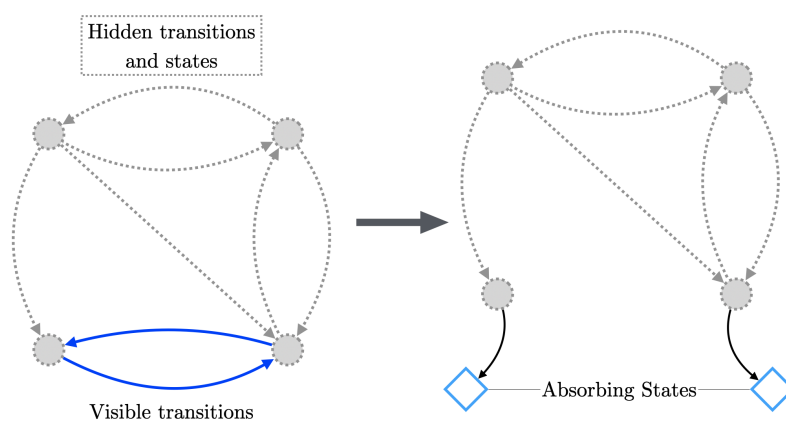 Hidden transitions
and states
Visible transitions
Absorbing States